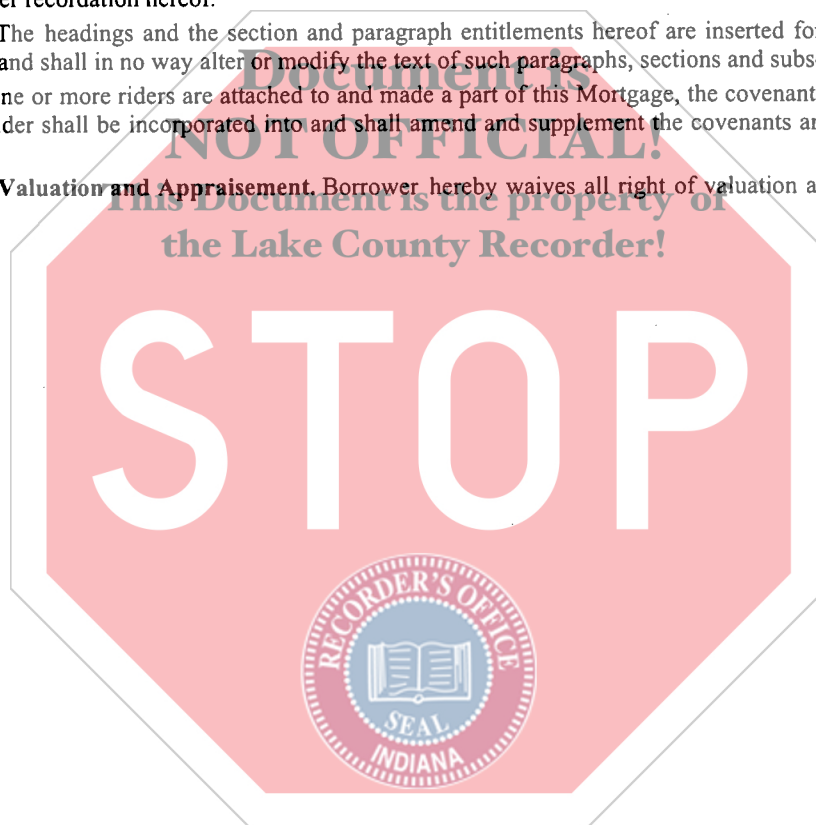 er recordation hereof.
The headings and the section and paragraph entitlements hereof are inserted for
and shall in no way alter or modify the text of such paragraphs, sections and subs
Document is
ne or more riders are attached to and made a part of this Mortgage, the covenant
der shall be incorporated into and shall amend and supplement the covenants an
NOT OFFICIAL!
Valuation and Appraisement. Borrower hereby waives all right of valuation a
This Document is the property of
the Lake County Recorder!
STOP
RECORDER'S OFFICE
SEAL
INDIANA